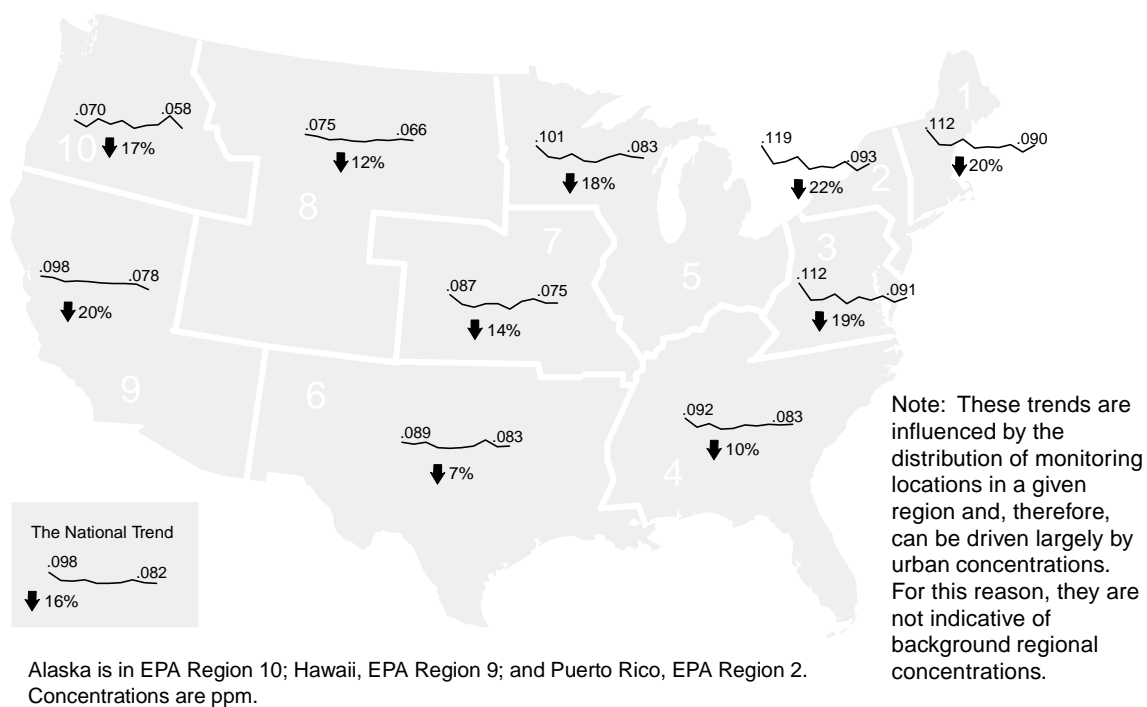 1
.070 .058
10 17%
.075 .066
12%
8
.101 .083
18%
.119 .093
22%
2
.112 .090
20%
7
3
5
.098 .078
20%
.087 .075
14%
.112 .091
19%
9
6
.089 .083
7%
.092 .083
10%
4
The National Trend
.098 .082
16%
Note: These trends are
influenced by the
distribution of monitoring
locations in a given
region and, therefore,
can be driven largely by
urban concentrations.
For this reason, they are
not indicative of
background regional
concentrations.
Alaska is in EPA Region 10; Hawaii, EPA Region 9; and Puerto Rico, EPA Region 2.
Concentrations are ppm.